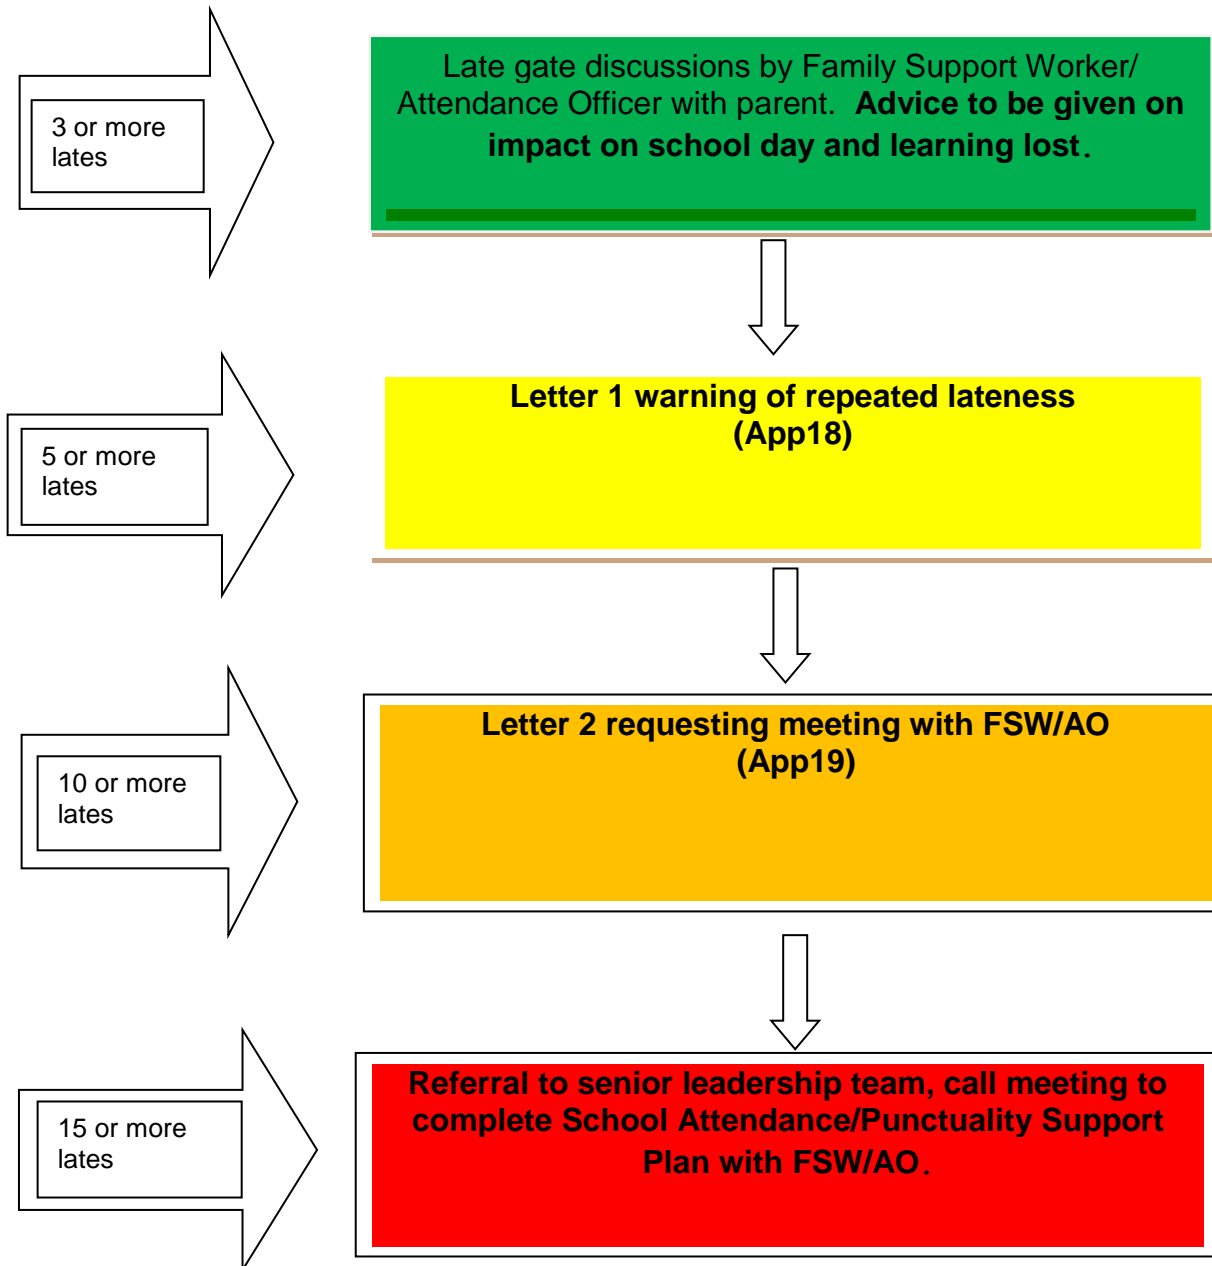 3 or more
lates
Late gate discussions by Family Support Worker/
Attendance Officer with parent.  Advice to be given on
impact on school day and learning lost.
5 or more
lates
Letter 1 warning of repeated lateness
(App18)
10 or more
lates
Letter 2 requesting meeting with FSW/AO
(App19)
15 or more
lates
Referral to senior leadership team, call meeting to
complete School Attendance/Punctuality Support
Plan with FSW/AO.